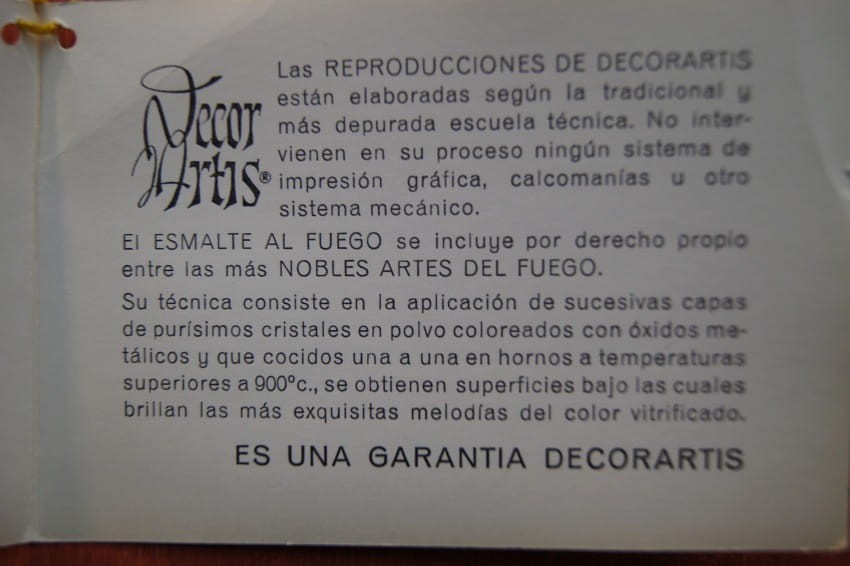 Decor
Artis®
Las REPRODUCCIONES DE DECORARTIS
están elaboradas según la tradicional y
más depurada escuela técnica. No inter-
vienen en su proceso ningún sistema de
impresión gráfica, calcomanías u otro
sistema mecánico.
El ESMALTE AL FUEGO se incluye por derecho propio
entre las más NOBLES ARTES DEL FUEGO.
Su técnica consiste en la aplicación de sucesivas capas
de purísimos cristales en polvo coloreados con óxidos me-
tálicos y que cocidos una a una en hornos a temperaturas
superiores a 900ºc., se obtienen superficies bajo las cuales
brillan las más exquisitas melodías del color vitrificado.
ES UNA GARANTIA DECORARTIS